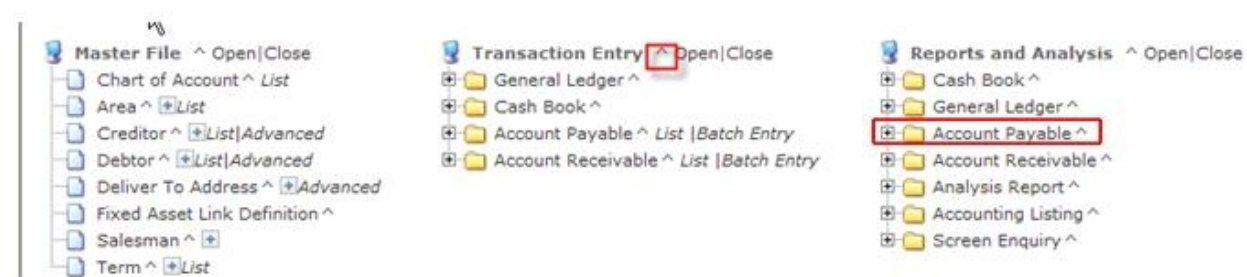 Master File ^ Open|Close
Chart of Account ^ List
Area ^ List
Creditor ^ List|Advanced
Debtor ^ List|Advanced
Deliver To Address ^ Advanced
Fixed Asset Link Definition ^
Salesman ^
Term ^ List
Transaction Entry ^ Open|Close
General Ledger ^
Cash Book ^
Account Payable ^ List |Batch Entry
Account Receivable ^ List |Batch Entry
Reports and Analysis ^ Open|Close
Cash Book ^
General Ledger ^
Account Payable ^
Account Receivable ^
Analysis Report ^
Accounting Listing ^
Screen Enquiry ^